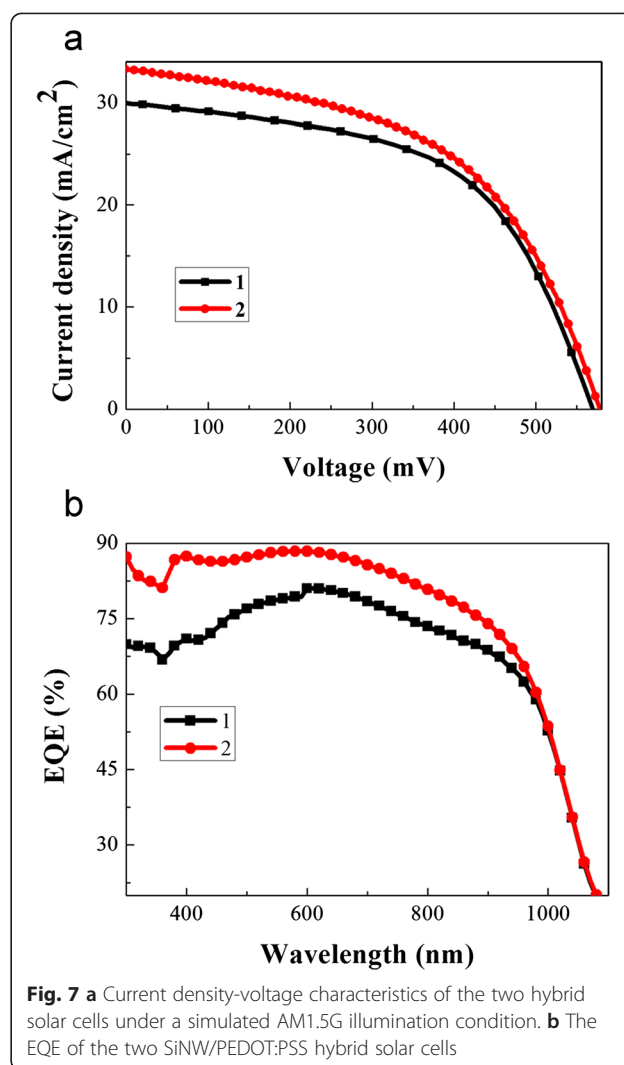 a
Current density (mA/cm²)
30
20
10
0
1
2
0 100 200 300 400 500
Voltage (mV)
b
EQE (%)
90
75
60
45
30
1
2
400 600 800 1000
Wavelength (nm)
Fig. 7 a Current density-voltage characteristics of the two hybrid
solar cells under a simulated AM1.5G illumination condition. b The
EQE of the two SiNW/PEDOT:PSS hybrid solar cells